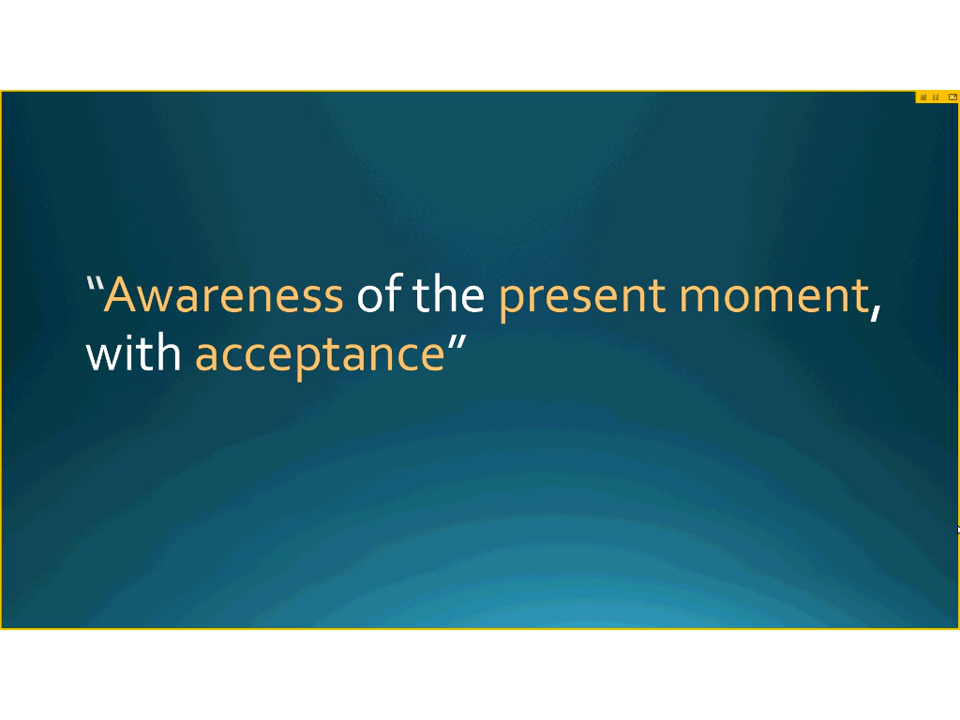 “Awareness of the present moment,
with acceptance”